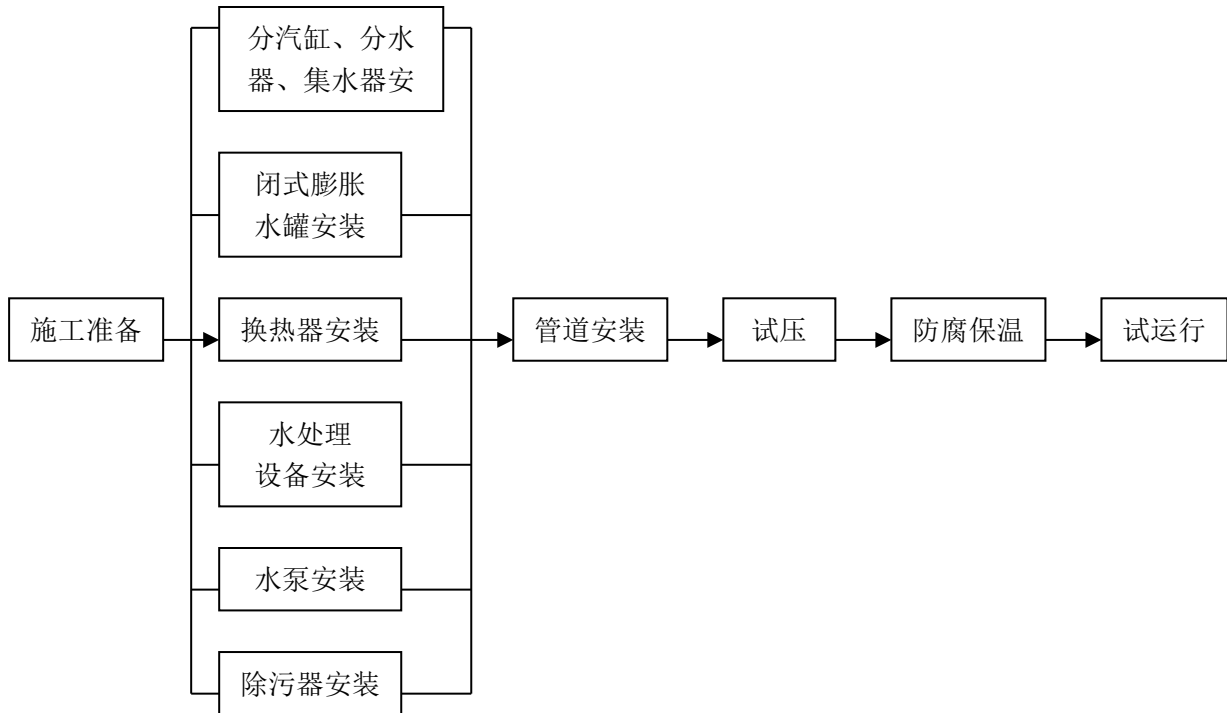 施工准备
分汽缸、分水
器、集水器安
闭式膨胀
水罐安装
换热器安装
水处理
设备安装
水泵安装
除污器安装
管道安装
试压
防腐保温
试运行